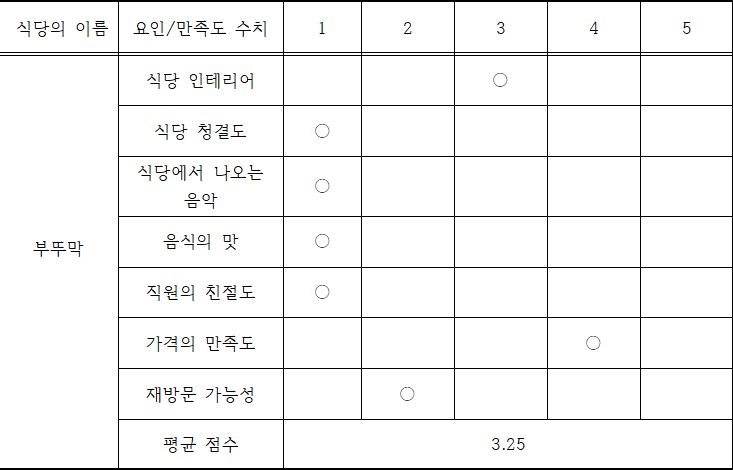 식당의 이름 요인/만족도 수치 1 2 3 4 5
식당 인테리어 ○
식당 청결도 ○
식당에서 나오는
음악 ○
부뚜막
음식의 맛 ○
직원의 친절도 ○
가격의 만족도 ○
재방문 가능성 ○
평균 점수 3.25